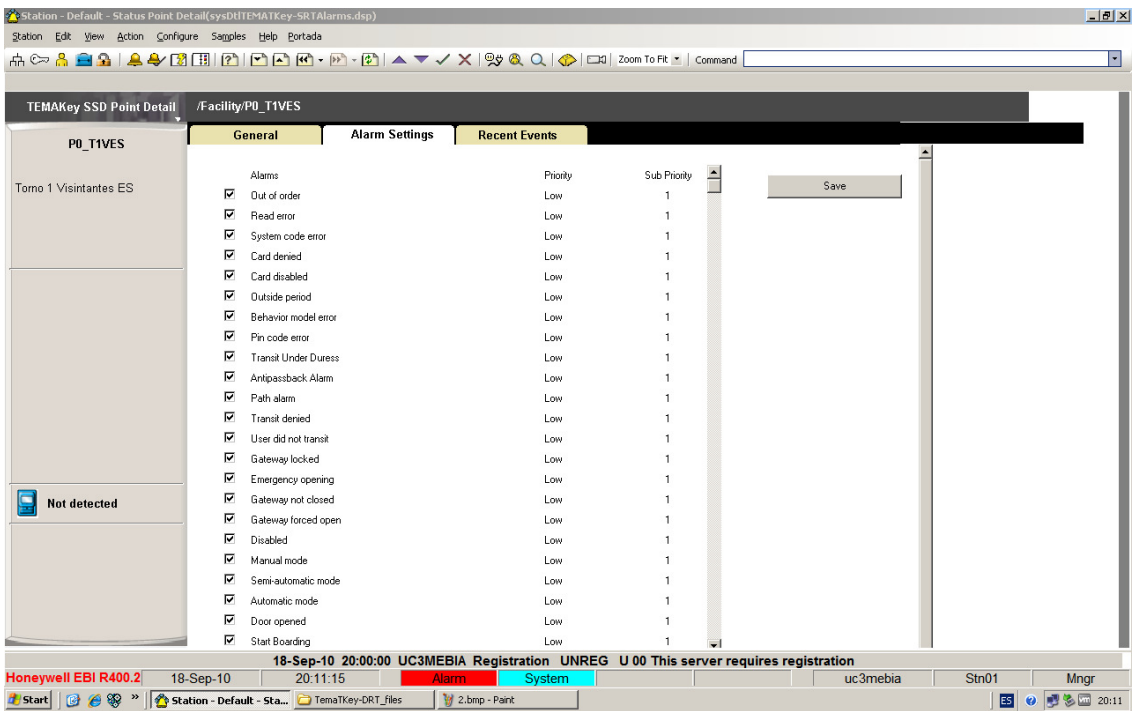 Station - Default - Status Point Detail(sysDtlTEMATKey-SRTAlarms.dsp)
Station Edit View Action Configure Samples Help Portada
Zoom To Fit Command
TEMAKey SSD Point Detail /Facility/P0_T1VES
P0_T1VES General Alarm Settings Recent Events
Torno 1 Visintantes ES
Alarms Priority Sub Priority
Save
Out of order Low 1
Read error Low 1
System code error Low 1
Card denied Low 1
Card disabled Low 1
Outside period Low 1
Behavior model error Low 1
Pin code error Low 1
Transit Under Duress Low 1
Antipassback Alarm Low 1
Path alarm Low 1
Transit denied Low 1
User did not transit Low 1
Gateway locked Low 1
Emergency opening Low 1
Gateway not closed Low 1
Gateway forced open Low 1
Disabled Low 1
Manual mode Low 1
Semi-automatic mode Low 1
Automatic mode Low 1
Door opened Low 1
Start Boarding Low 1
Not detected
18-Sep-10 20:00:00 UC3MEBIA Registration UNREG U 00 This server requires registration
Honeywell EBI R400.2 18-Sep-10 20:11:15 Alarm System uc3mebia Stn01 Mngr
Start » Station - Default - Sta... TemaTKey-DRT_files 2.bmp - Paint ES 20:11